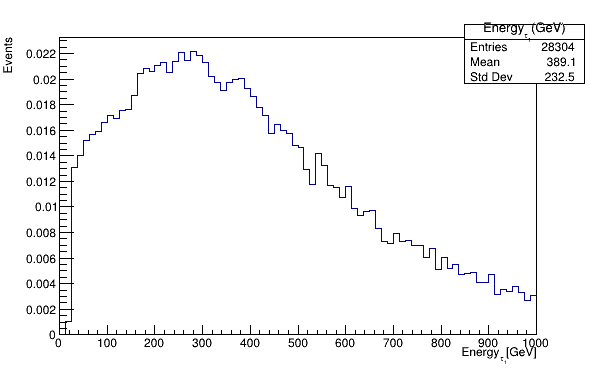 Energy_τ₁(GeV)
Entries 28304
Mean 389.1
Std Dev 232.5
Events
0.022
0.02
0.018
0.016
0.014
0.012
0.01
0.008
0.006
0.004
0.002
0
0 100 200 300 400 500 600 700 800 900 1000
Energy_τ₁[GeV]